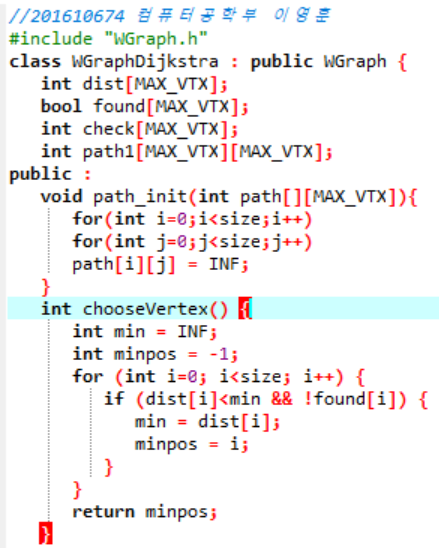 //201610674 컴퓨터공학부 이영훈
#include "WGraph.h"
class WGraphDijkstra : public WGraph {
   int dist[MAX_VTX];
   bool found[MAX_VTX];
   int check[MAX_VTX];
   int path1[MAX_VTX][MAX_VTX];
public :
   void path_init(int path[][MAX_VTX]){
      for(int i=0;i<size;i++)
      for(int j=0;j<size;j++)
      path[i][j] = INF;
   }
   int chooseVertex() {
      int min = INF;
      int minpos = -1;
      for (int i=0; i<size; i++) {
         if (dist[i]<min && !found[i]) {
            min = dist[i];
            minpos = i;
         }
      }
      return minpos;
   }